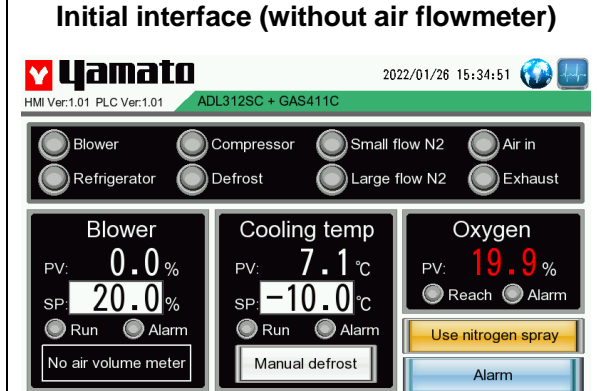 Initial interface (without air flowmeter)
Yamato
2022/01/26 15:34:51
HMI Ver:1.01 PLC Ver:1.01 ADL312SC + GAS411C
Blower Compressor Small flow N2 Air in
Refrigerator Defrost Large flow N2 Exhaust
Blower
PV: 0.0 %
SP: 20.0 %
Run Alarm
No air volume meter
Cooling temp
PV: 7.1 ℃
SP: -10.0 ℃
Run Alarm
Manual defrost
Oxygen
PV: 19.9 %
Reach Alarm
Use nitrogen spray
Alarm